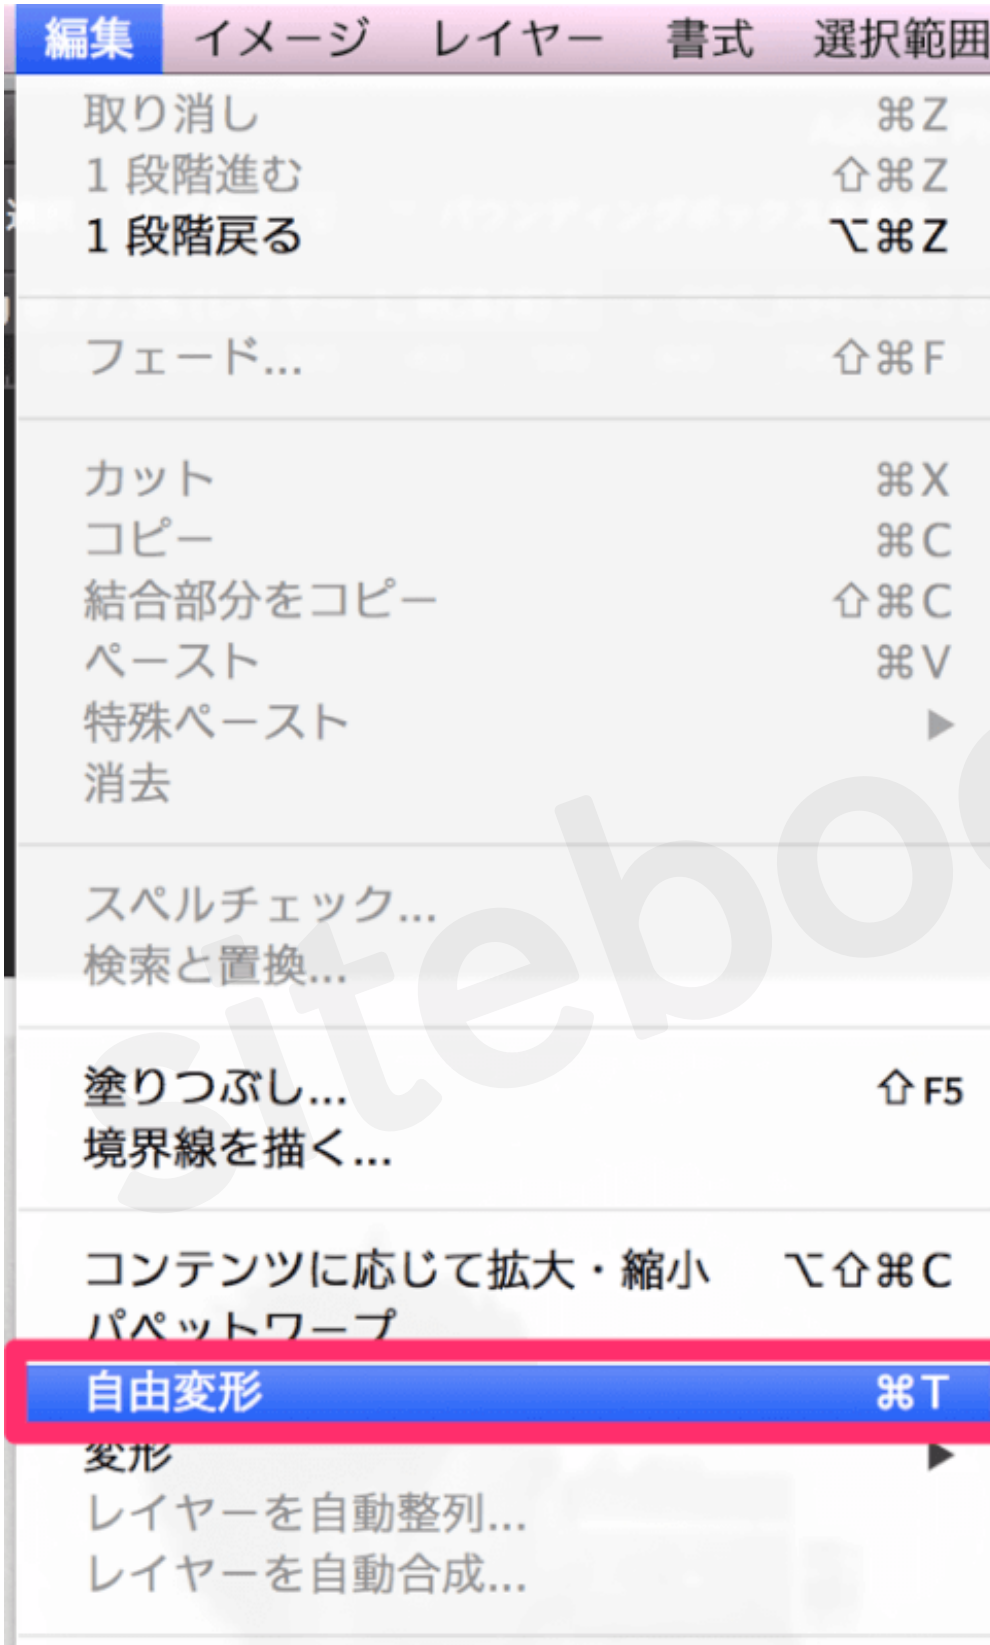 編集 イメージ レイヤー 書式 選択範囲
取り消し ⌘Z
1 段階進む ⇧⌘Z
1 段階戻る ⌥⌘Z
フェード... ⇧⌘F
カット ⌘X
コピー ⌘C
結合部分をコピー ⇧⌘C
ペースト ⌘V
特殊ペースト ▶
消去
スペルチェック...
検索と置換...
塗りつぶし... ⇧F5
境界線を描く...
コンテンツに応じて拡大・縮小 ⌥⇧⌘C
パペットワープ
自由変形 ⌘T
変形 ▶
レイヤーを自動整列...
レイヤーを自動合成...
siteboo